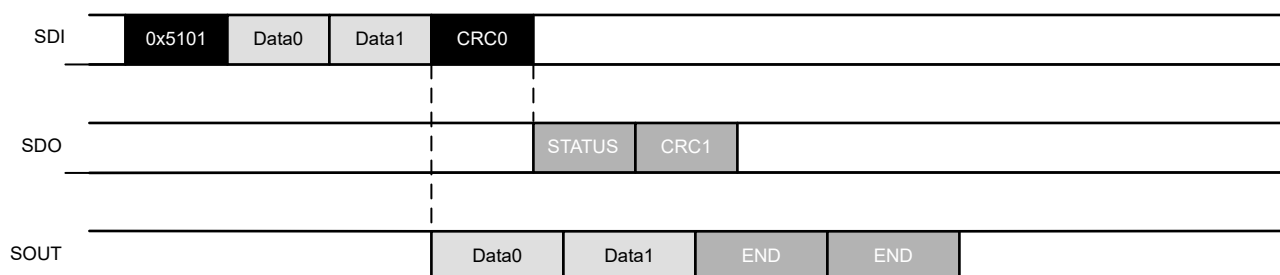 SDI 0x5101 Data0 Data1 CRC0
SDO STATUS CRC1
SOUT Data0 Data1 END END